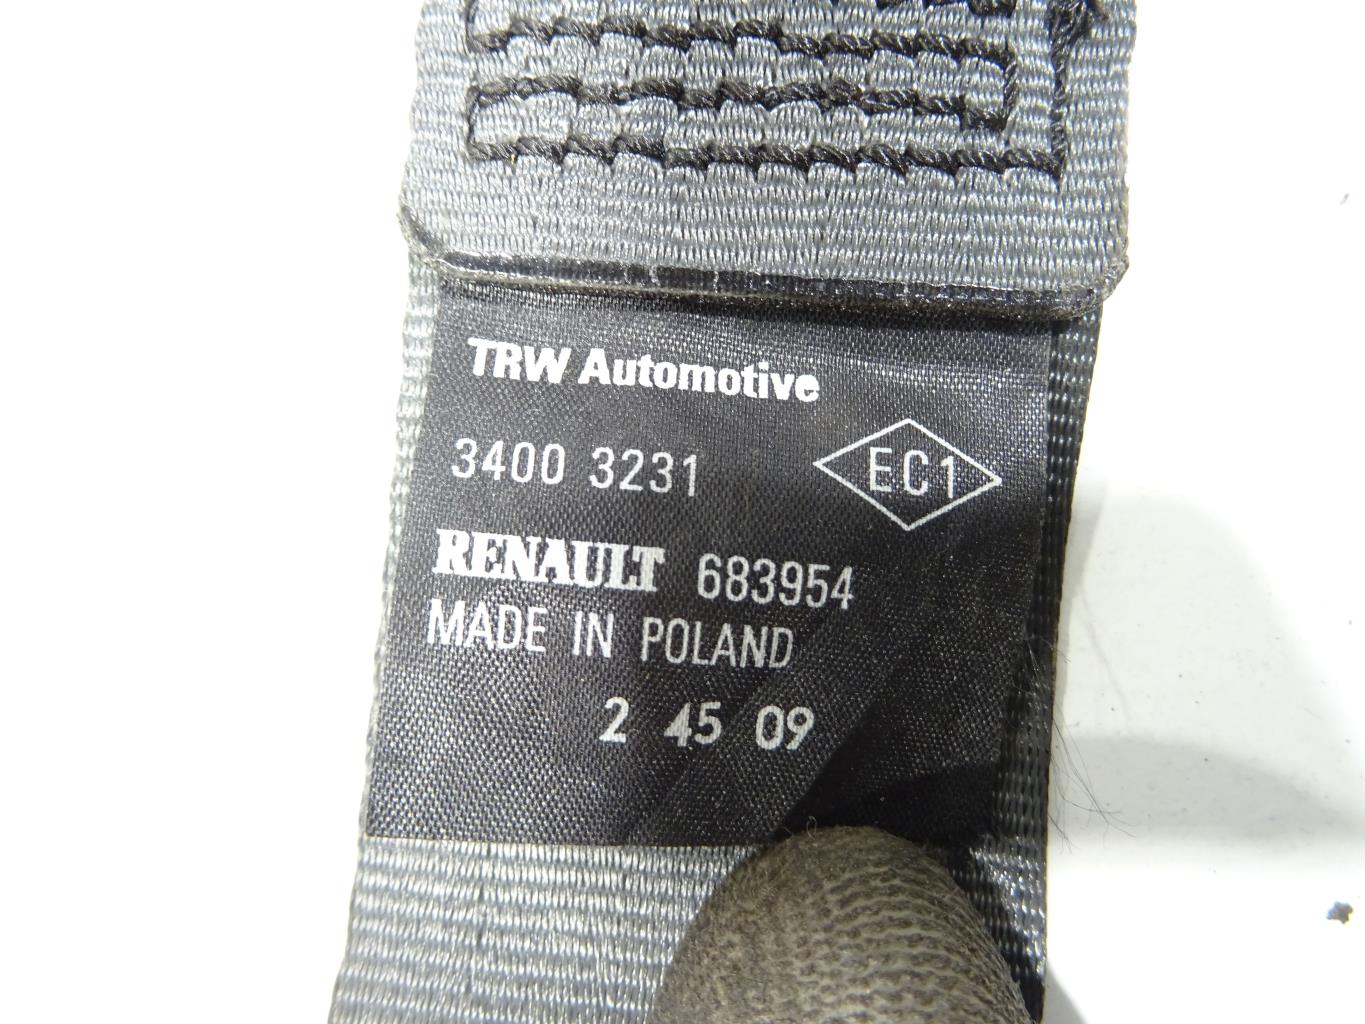 TRW Automotive
3400 3231 EC1
RENAULT 683954
MADE IN POLAND
2 45 09